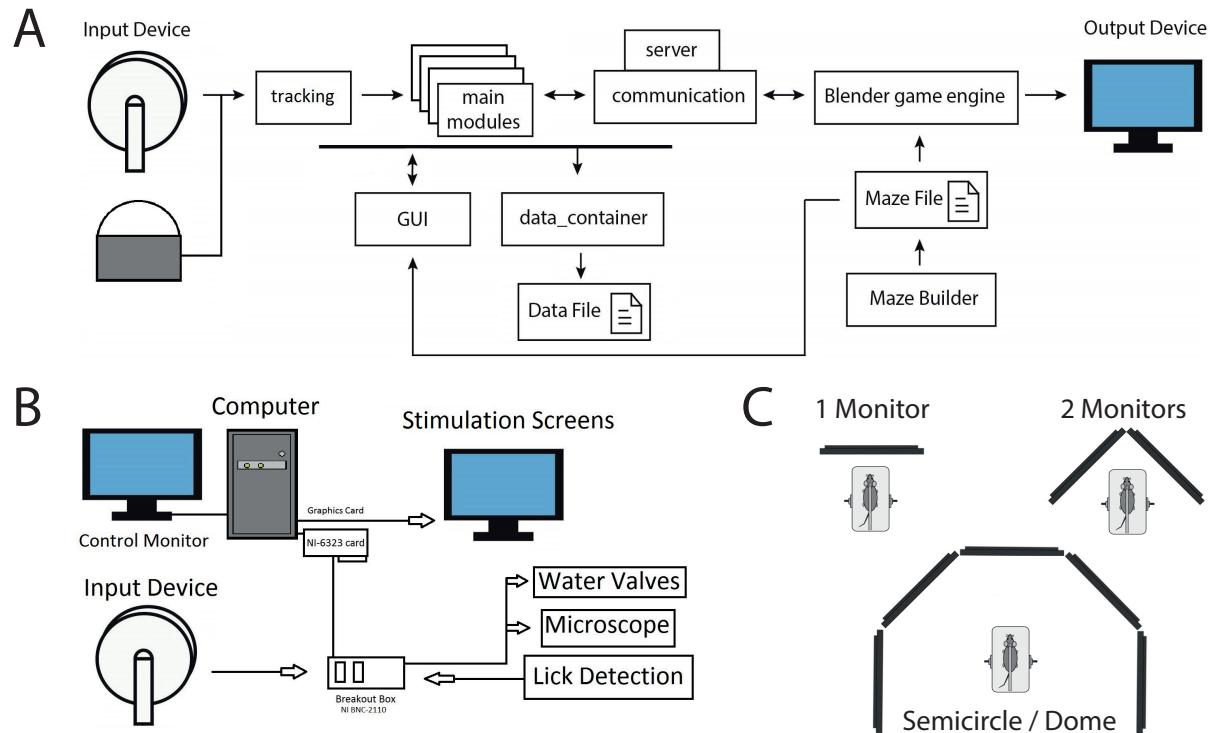 A
Input Device
Output Device
server
tracking
main
modules
communication
Blender game engine
Maze File
GUI
data_container
Data File
Maze Builder
B
Computer
Stimulation Screens
Graphics Card
Control Monitor
NI-6323 card
Input Device
Water Valves
Microscope
Lick Detection
Breakout Box
NI BNC-2110
C
1 Monitor
2 Monitors
Semicircle / Dome